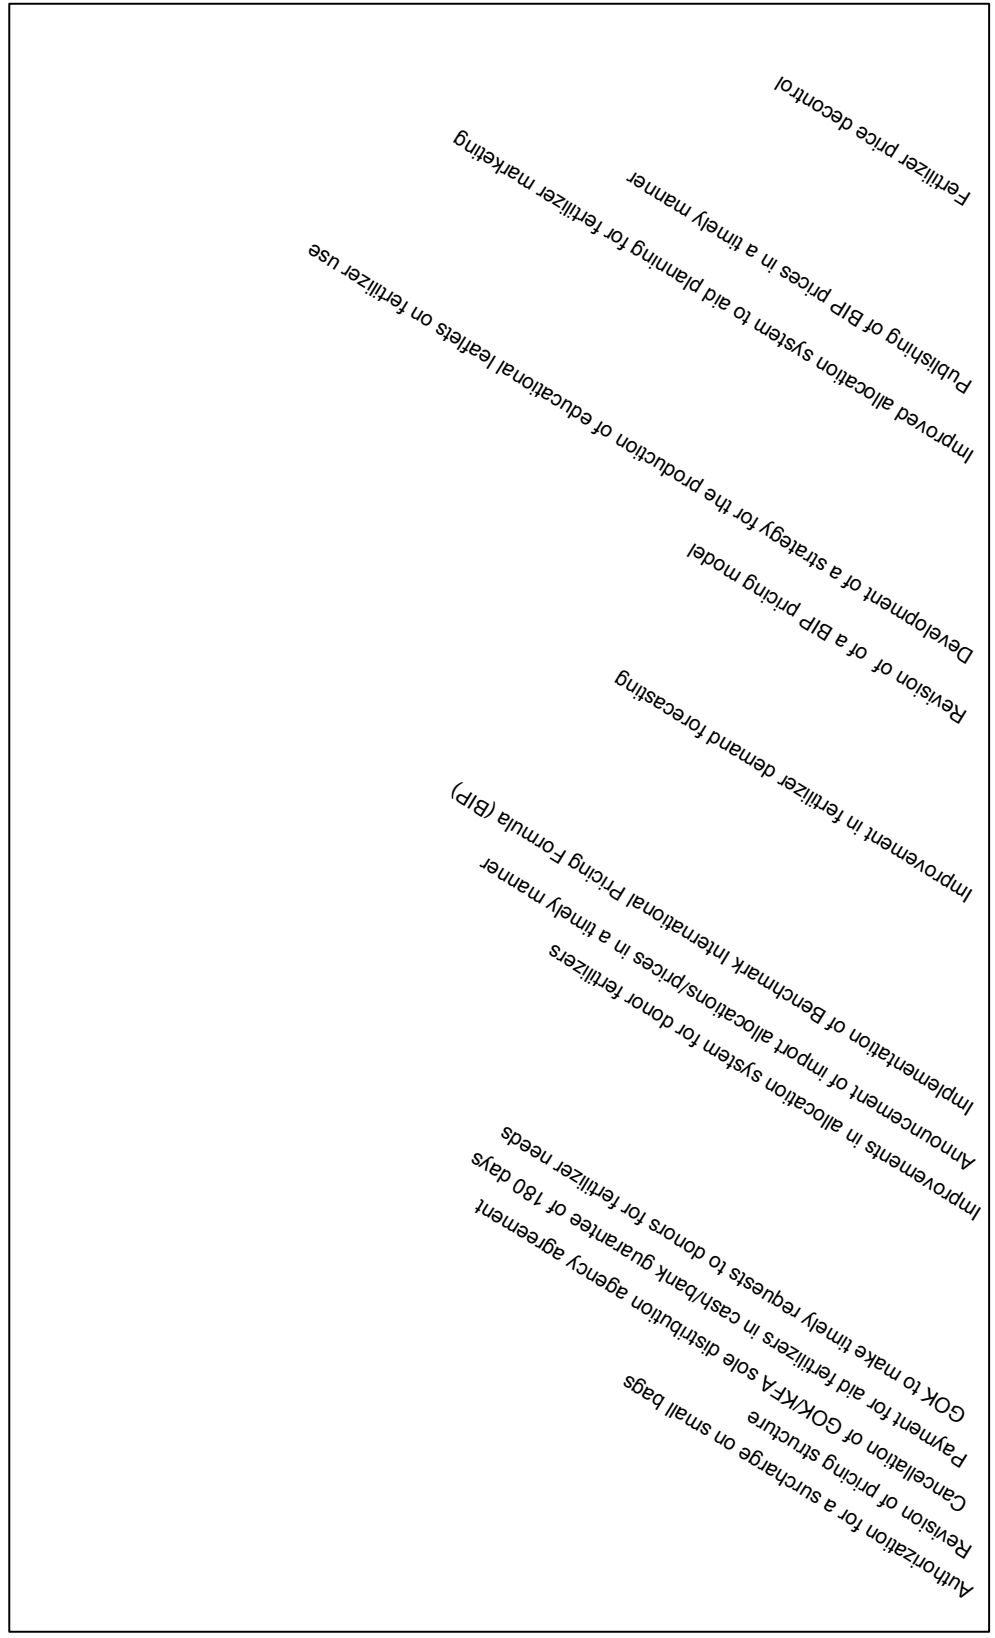 Authorization for a surcharge on small bags
Revision of pricing structure
Cancellation of GOK/KFA sole distribution agency agreement
Payment for aid fertilizers in cash/bank guarantee of 180 days
GOK to make timely requests to donors for fertilizer needs
Improvements in allocation system for donor fertilizers
Announcement of import allocations/prices in a timely manner
Implementation of Benchmark International Pricing Formula (BIP)
Improvement in fertilizer demand forecasting
Revision of of a BIP pricing model
Development of a strategy for the production of educational leaflets on fertilizer use
Improved allocation system to aid planning for fertilizer marketing
Publishing of BIP prices in a timely manner
Fertilizer price decontrol